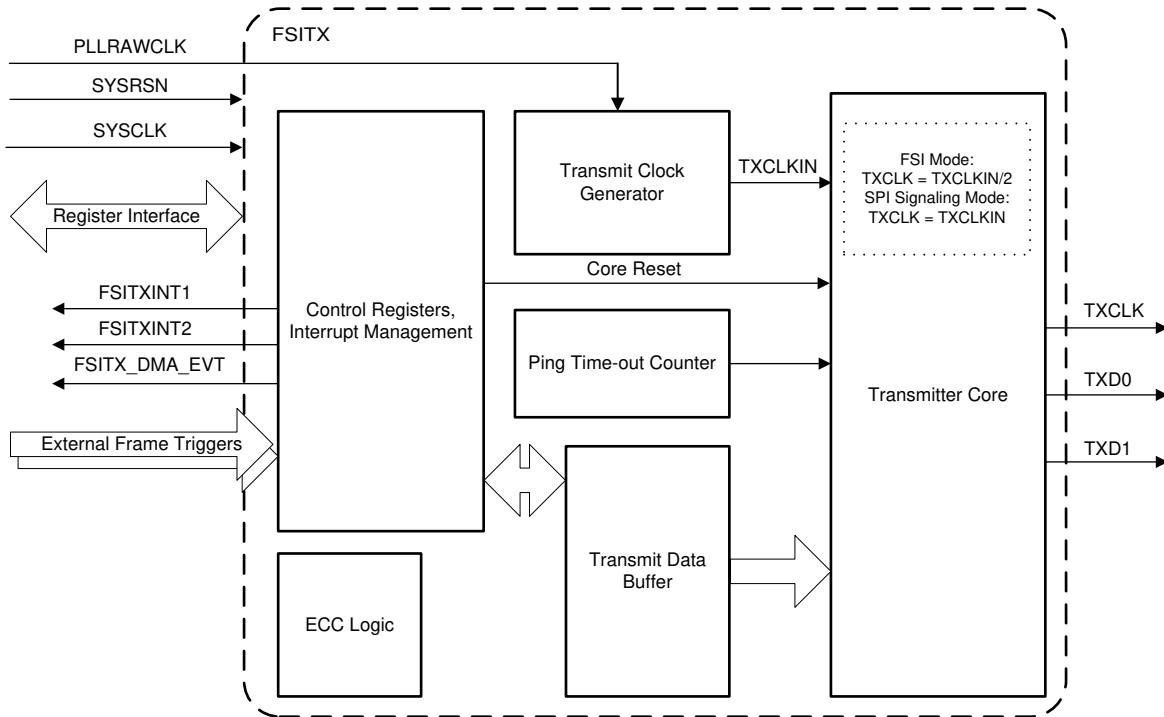 FSITX
PLLRAWCLK
SYSRSN
SYSCLK
Register Interface
FSITXINT1
FSITXINT2
FSITX_DMA_EVT
External Frame Triggers
Control Registers,
Interrupt Management
ECC Logic
Transmit Clock
Generator
TXCLKIN
Core Reset
Ping Time-out Counter
Transmit Data
Buffer
FSI Mode:
TXCLK = TXCLKIN/2
SPI Signaling Mode:
TXCLK = TXCLKIN
Transmitter Core
TXCLK
TXD0
TXD1